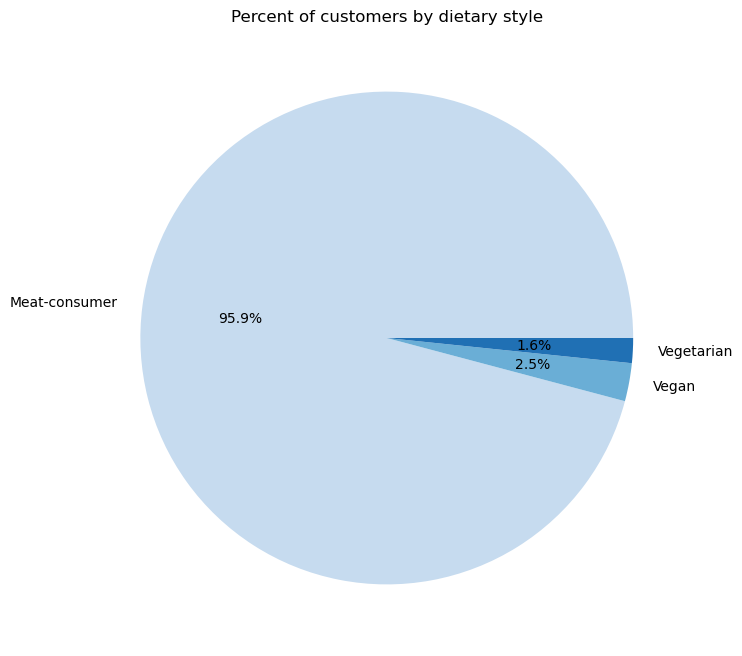 Percent of customers by dietary style
Meat-consumer
95.9%
1.6%
Vegetarian
2.5%
Vegan